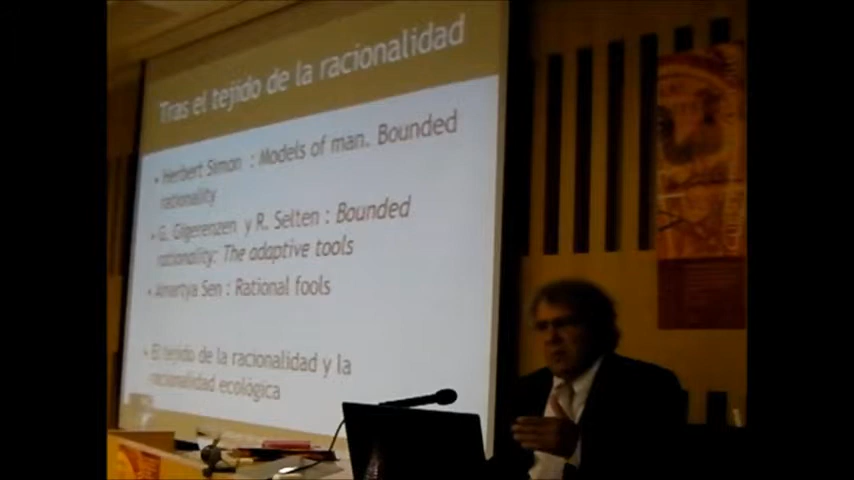 Tras el tejido de la racionalidad
• Herbert Simon : Models of man. Bounded
rationality
• G. Gigerenzen y R. Selten : Bounded
rationality: The adaptive tools
• Amartya Sen : Rational fools
• El tejido de la racionalidad y la
racionalidad ecológica